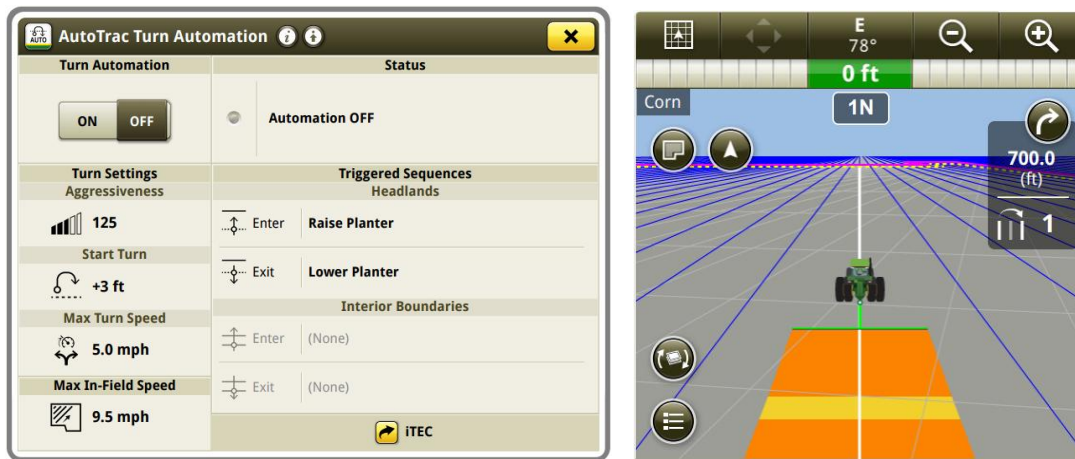 AUTO AutoTrac Turn Automation
Turn Automation
ON OFF
Status
Automation OFF
Turn Settings
Aggressiveness
125
Start Turn
+3 ft
Max Turn Speed
5.0 mph
Max In-Field Speed
9.5 mph
Triggered Sequences
Headlands
Enter Raise Planter
Exit Lower Planter
Interior Boundaries
Enter (None)
Exit (None)
iTEC
E
78°
0 ft
Corn
1N
700.0
(ft)
1